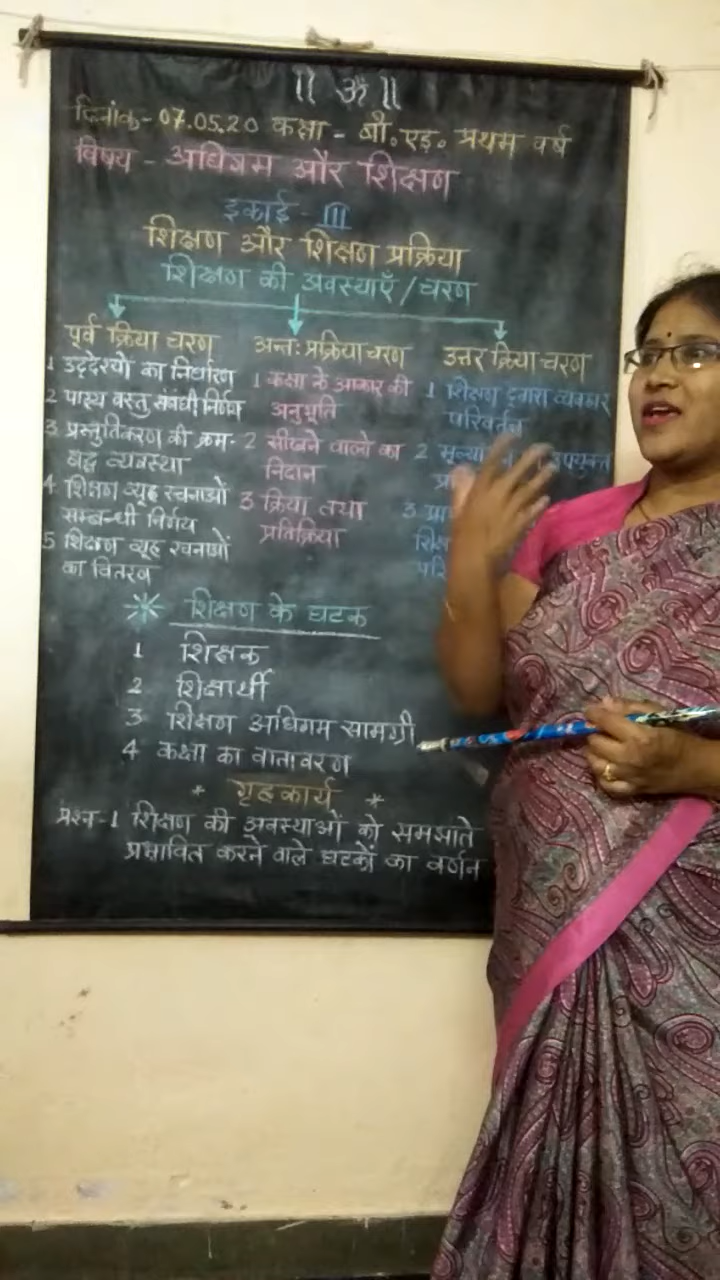 || ॐ ||
दिनांक- 07.05.20 कक्षा - बी॰एड़॰ प्रथम वर्ष
विषय - अधिगम और शिक्षण
इकाई - III
शिक्षण और शिक्षण प्रक्रिया
शिक्षण की अवस्थाएँ / चरण
पूर्व क्रिया चरण
1 उद्देश्यों का निर्धारण
2 पाठ्य वस्तु संबंधी निर्णय
3 प्रस्तुतिकरण की क्रम-
बद्ध व्यवस्था
4 शिक्षण व्यूह रचनाओं
सम्बन्धी निर्णय
5 शिक्षण व्यूह रचनाओं
का वितरण
अन्तः प्रक्रिया चरण
1 कक्षा के आकार की
अनुभूति
2 सीखने वालो का
निदान
3 क्रिया तथा
प्रतिक्रिया
उत्तर क्रिया चरण
1 शिक्षण द्वारा व्यवहार
परिवर्तन
2 उपयुक्त
3
शिक्षण के घटक
1 शिक्षक
2 शिक्षार्थी
3 शिक्षण अधिगम सामग्री
4 कक्षा का वातावरण
* गृहकार्य *
प्रश्न-1 शिक्षण की अवस्थाओं को समझाते
प्रभावित करने वाले घटकों का वर्णन